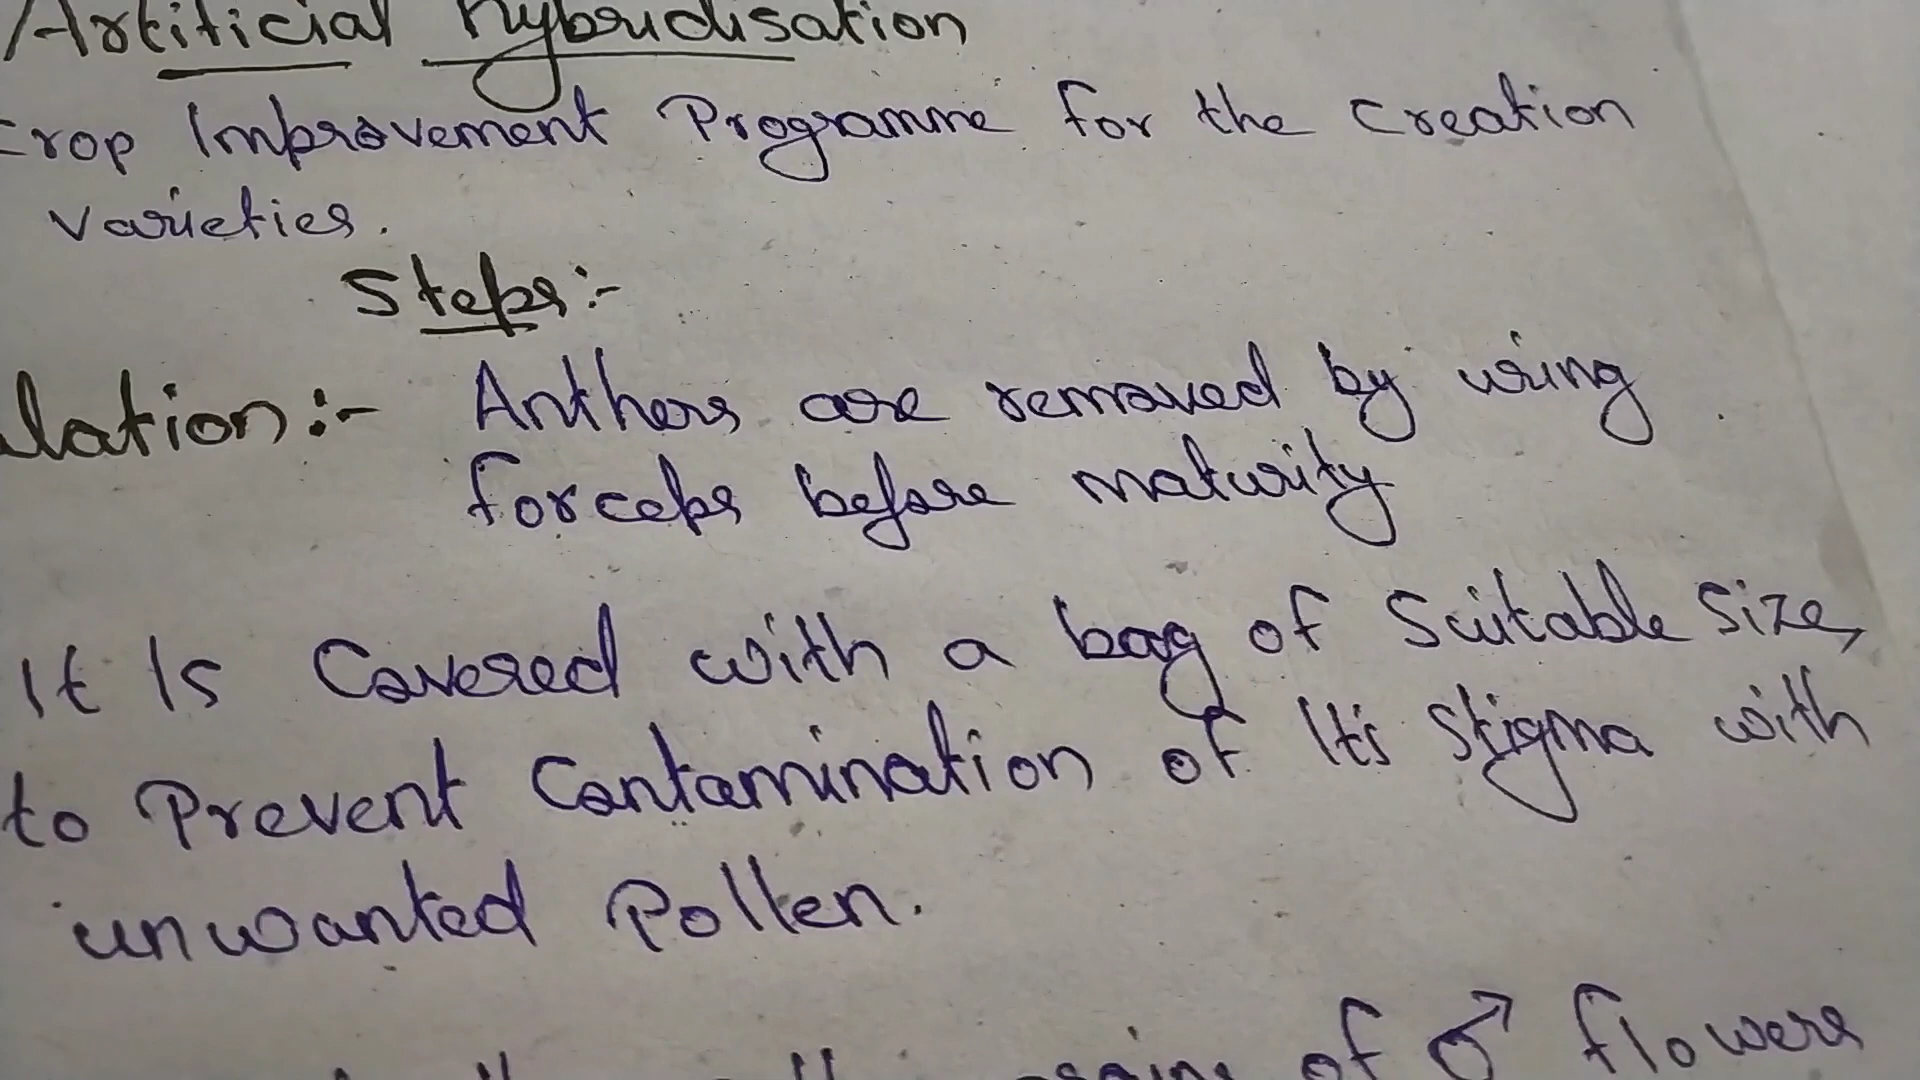 Artificial Hybridisation
Crop Improvement Programme for the Creation
varieties.
Steps:-
lation:- Anthers are removed by using
forceps before maturity
It Is Covered with a bag of Suitable Size,
to Prevent Contamination of Its Stigma with
unwanted Pollen.
of ♂ flowers